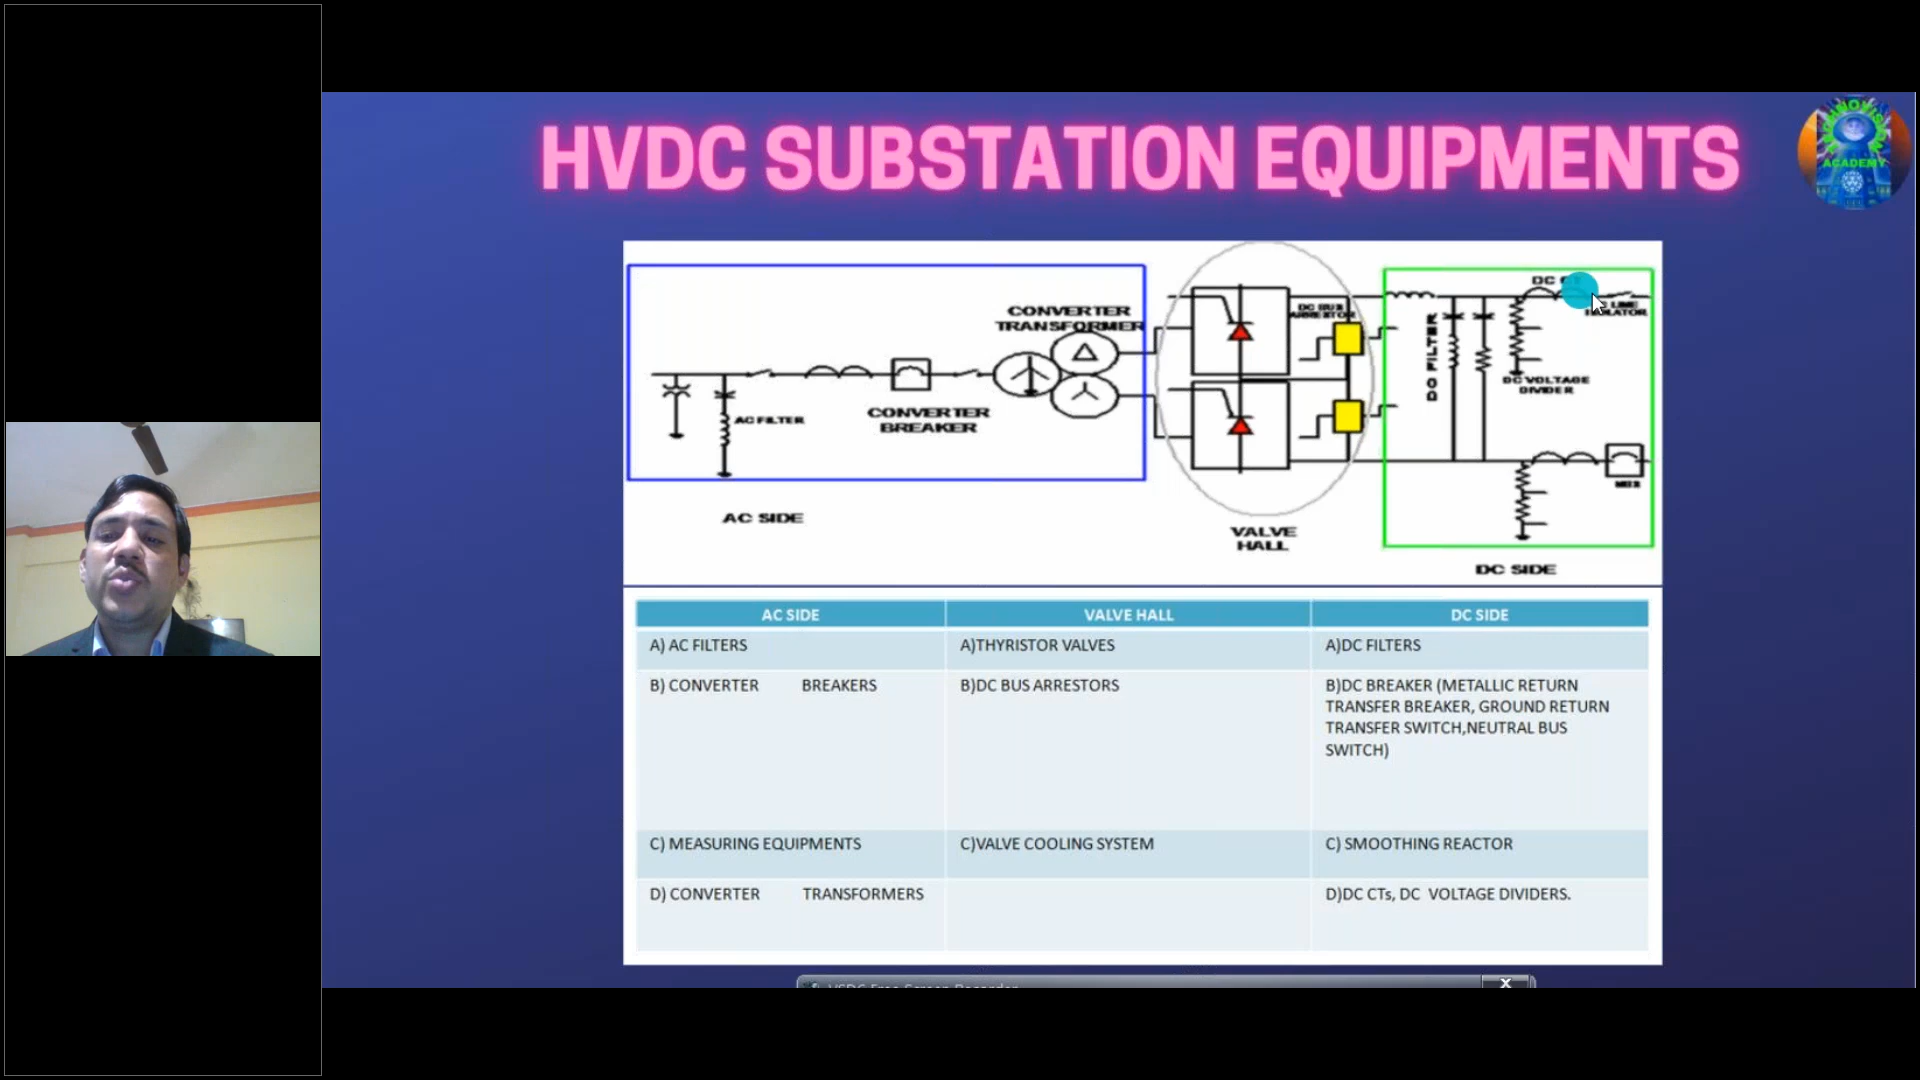 HVDC SUBSTATION EQUIPMENTS
ACADEMY
CONVERTER
TRANSFORMER
AC FILTER
CONVERTER
BREAKER
AC SIDE
DC BUS
ARRESTOR
VALVE
HALL
DC
DC VOLTAGE
DIVIDER
DC SIDE
AC SIDE VALVE HALL DC SIDE
A) AC FILTERS A)THYRISTOR VALVES A)DC FILTERS
B) CONVERTER BREAKERS B)DC BUS ARRESTORS B)DC BREAKER (METALLIC RETURN
TRANSFER BREAKER, GROUND RETURN
TRANSFER SWITCH,NEUTRAL BUS
SWITCH)
C) MEASURING EQUIPMENTS C)VALVE COOLING SYSTEM C) SMOOTHING REACTOR
D) CONVERTER TRANSFORMERS D)DC CTs, DC VOLTAGE DIVIDERS.